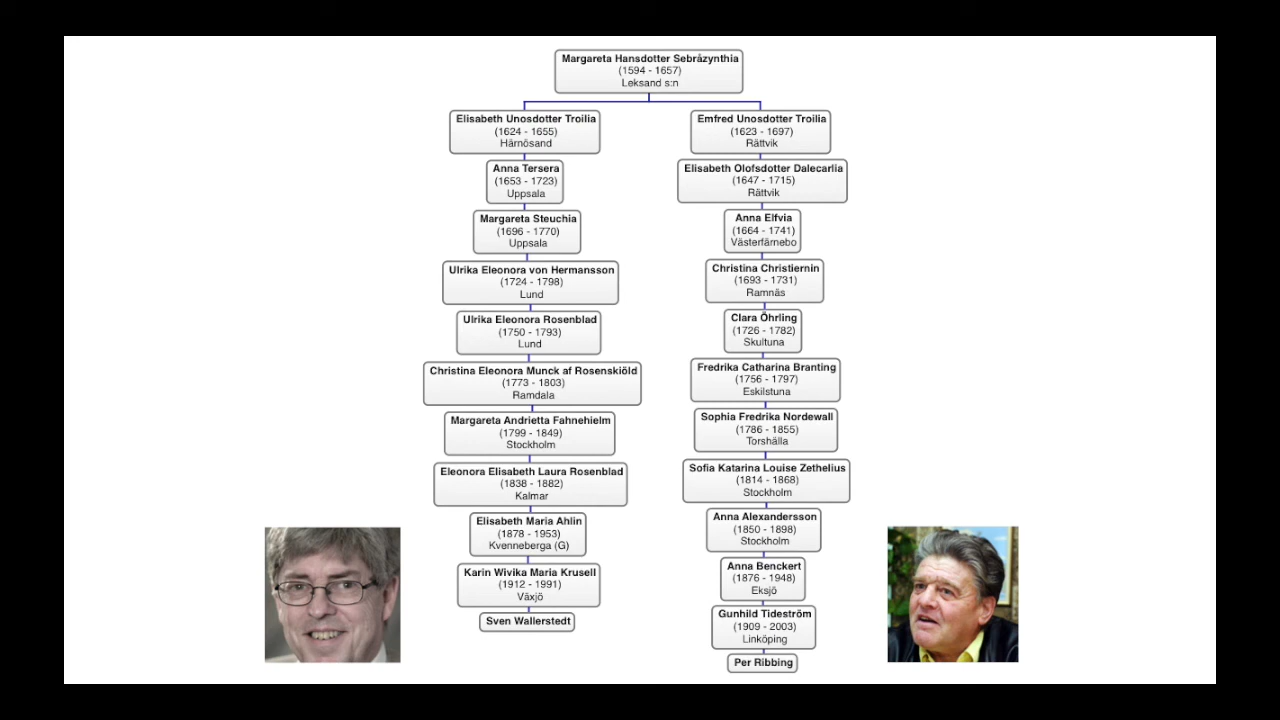 Margareta Hansdotter Sebråzynthia
(1594 - 1657)
Leksand s:n
Elisabeth Unosdotter Troilia
(1624 - 1655)
Härnösand
Anna Tersera
(1653 - 1723)
Uppsala
Margareta Steuchia
(1696 - 1770)
Uppsala
Ulrika Eleonora von Hermansson
(1724 - 1798)
Lund
Ulrika Eleonora Rosenblad
(1750 - 1793)
Lund
Christina Eleonora Munck af Rosenskiöld
(1773 - 1803)
Ramdala
Margareta Andrietta Fahnehielm
(1799 - 1849)
Stockholm
Eleonora Elisabeth Laura Rosenblad
(1838 - 1882)
Kalmar
Elisabeth Maria Ahlin
(1878 - 1953)
Kvenneberga (G)
Karin Wivika Maria Krusell
(1912 - 1991)
Växjö
Sven Wallerstedt
Emfred Unosdotter Troilia
(1623 - 1697)
Rättvik
Elisabeth Olofsdotter Dalecarlia
(1647 - 1715)
Rättvik
Anna Elfvia
(1664 - 1741)
Västerfärnebo
Christina Christiernin
(1693 - 1731)
Ramnäs
Clara Öhrling
(1726 - 1782)
Skultuna
Fredrika Catharina Branting
(1756 - 1797)
Eskilstuna
Sophia Fredrika Nordewall
(1786 - 1855)
Torshälla
Sofia Katarina Louise Zethelius
(1814 - 1868)
Stockholm
Anna Alexandersson
(1850 - 1898)
Stockholm
Anna Benckert
(1876 - 1948)
Eksjö
Gunhild Tideström
(1909 - 2003)
Linköping
Per Ribbing